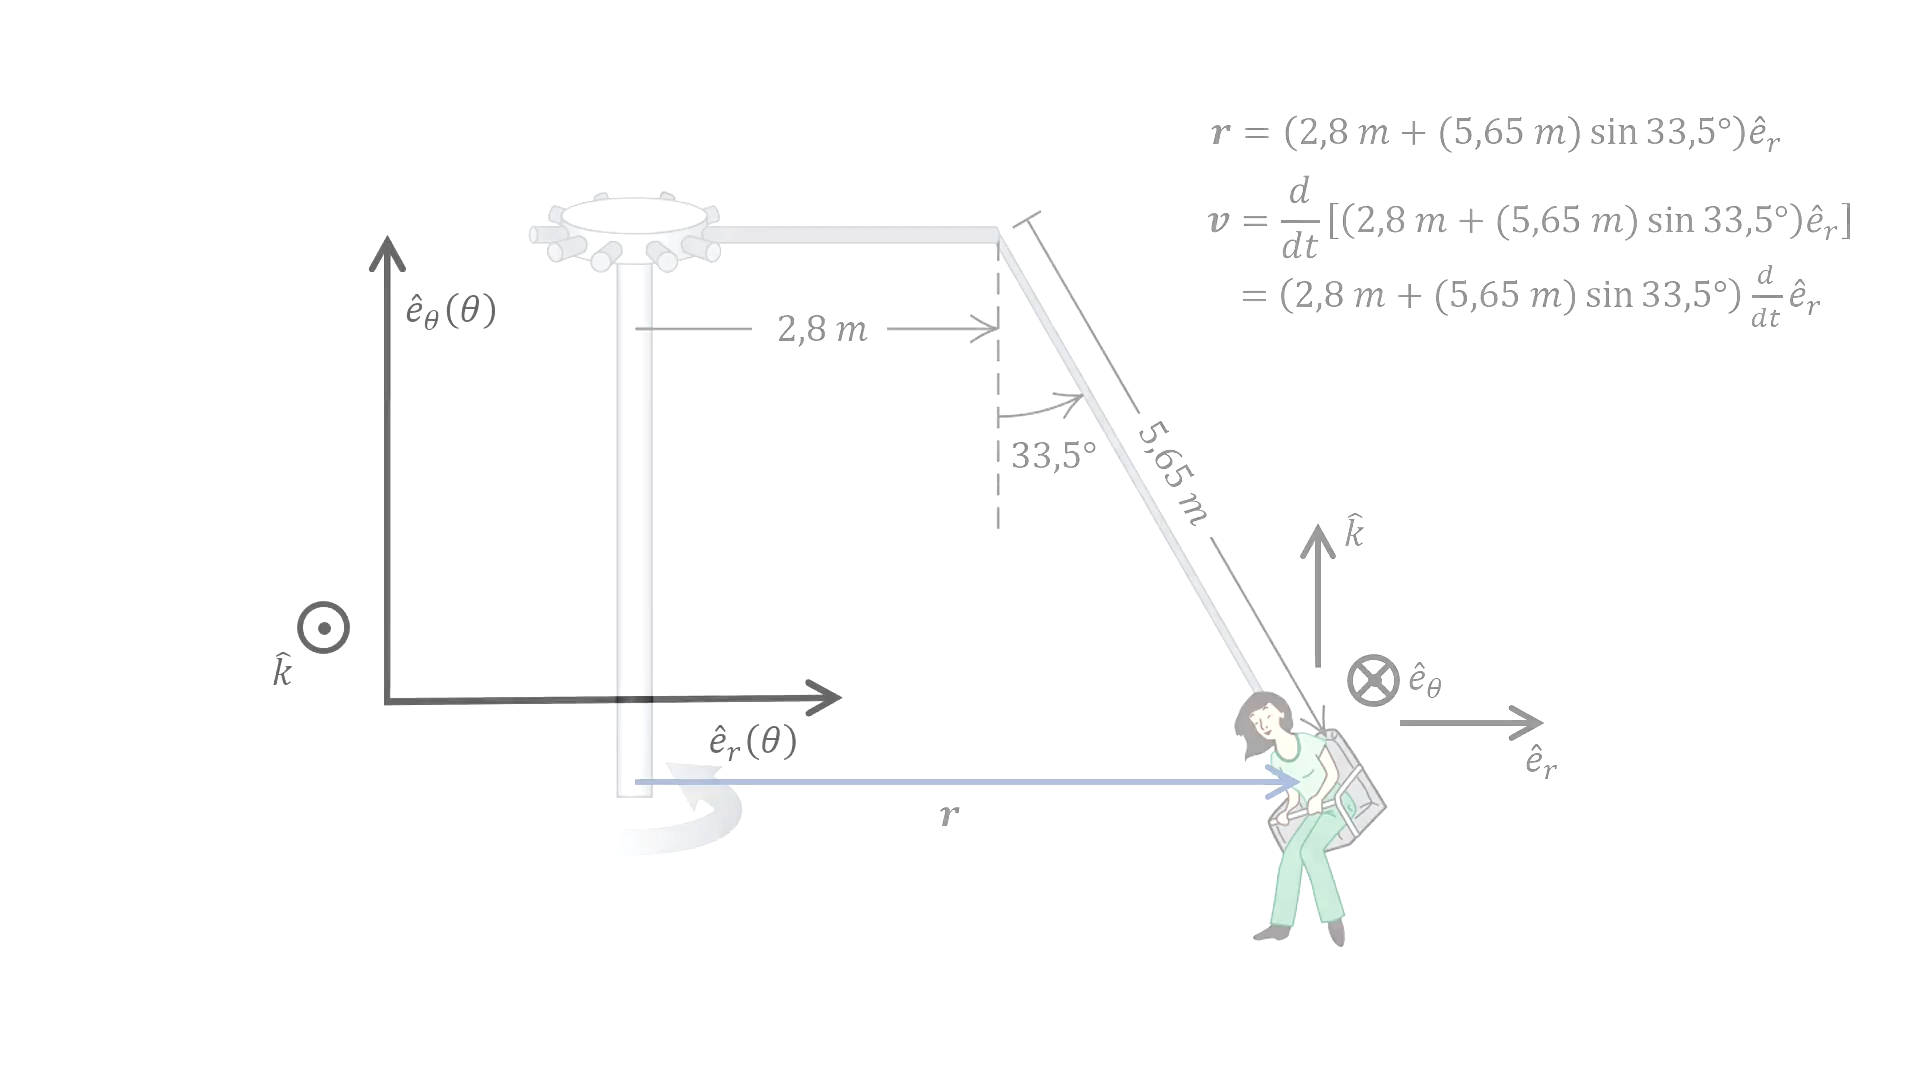 𝒓 = (2,8 m + (5,65 m) sin 33,5°)ê_r
𝒗 = d/dt [(2,8 m + (5,65 m) sin 33,5°)ê_r]
= (2,8 m + (5,65 m) sin 33,5°) d/dt ê_r
ê_θ(θ)
2,8 m
33,5°
5,65 m
k̂
k̂
ê_θ
ê_r(θ)
ê_r
𝒓